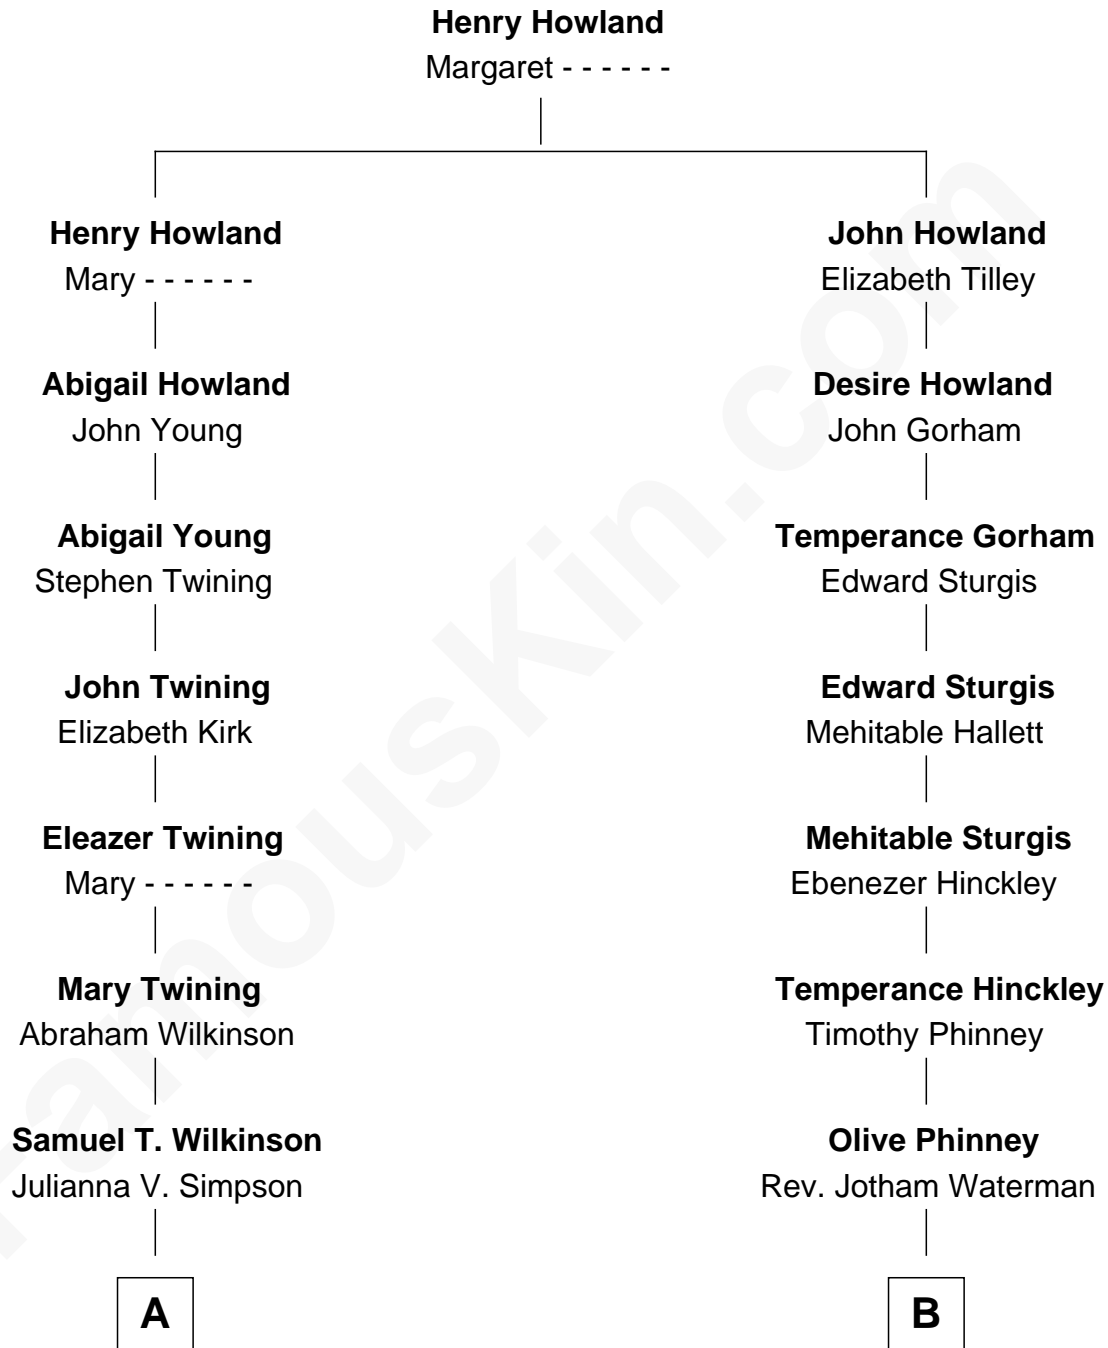 Henry Howland
Margaret - - - - - -
Henry Howland
Mary - - - - - -
Abigail Howland
John Young
Abigail Young
Stephen Twining
John Twining
Elizabeth Kirk
Eleazer Twining
Mary - - - - - -
Mary Twining
Abraham Wilkinson
Samuel T. Wilkinson
Julianna V. Simpson
A
John Howland
Elizabeth Tilley
Desire Howland
John Gorham
Temperance Gorham
Edward Sturgis
Edward Sturgis
Mehitable Hallett
Mehitable Sturgis
Ebenezer Hinckley
Temperance Hinckley
Timothy Phinney
Olive Phinney
Rev. Jotham Waterman
B
FamousKin.com